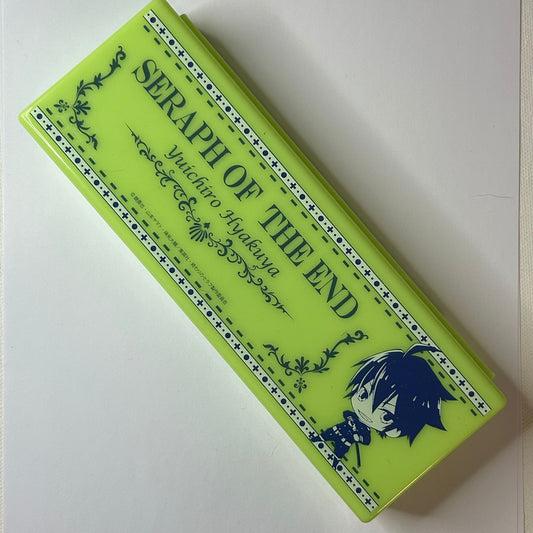 SERAPH OF THE END
Yuichiro Hyakuya